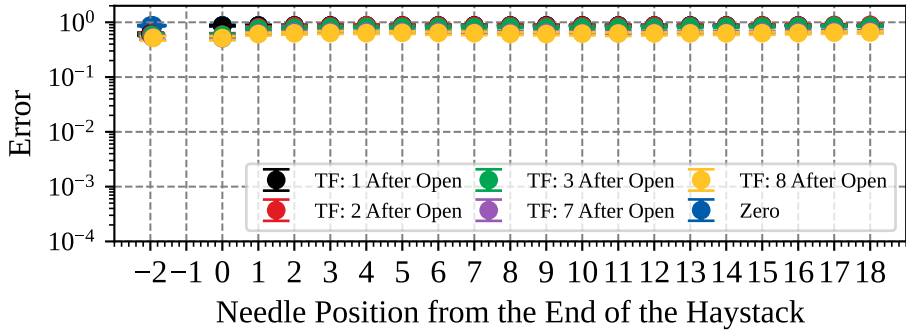 10⁰
10⁻¹
10⁻²
10⁻³
10⁻⁴
Error
TF: 1 After Open
TF: 2 After Open
TF: 3 After Open
TF: 7 After Open
TF: 8 After Open
Zero
−2 −1 0 1 2 3 4 5 6 7 8 9 10 11 12 13 14 15 16 17 18
Needle Position from the End of the Haystack